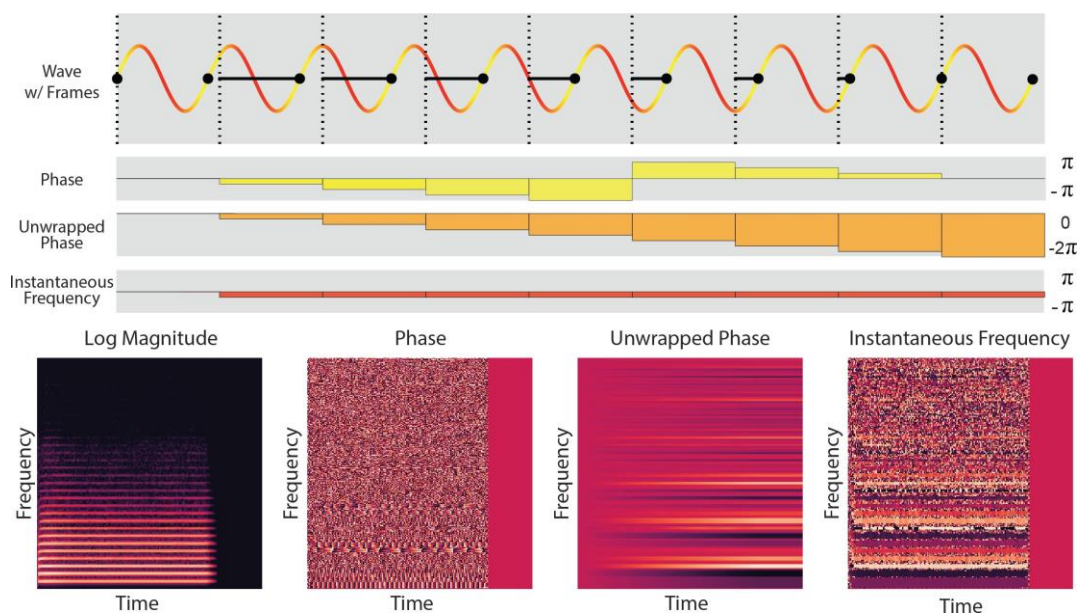 Wave
w/ Frames
Phase
π
- π
Unwrapped
Phase
0
-2π
Instantaneous
Frequency
π
- π
Log Magnitude
Phase
Unwrapped Phase
Instantaneous Frequency
Frequency
Frequency
Frequency
Frequency
Time
Time
Time
Time